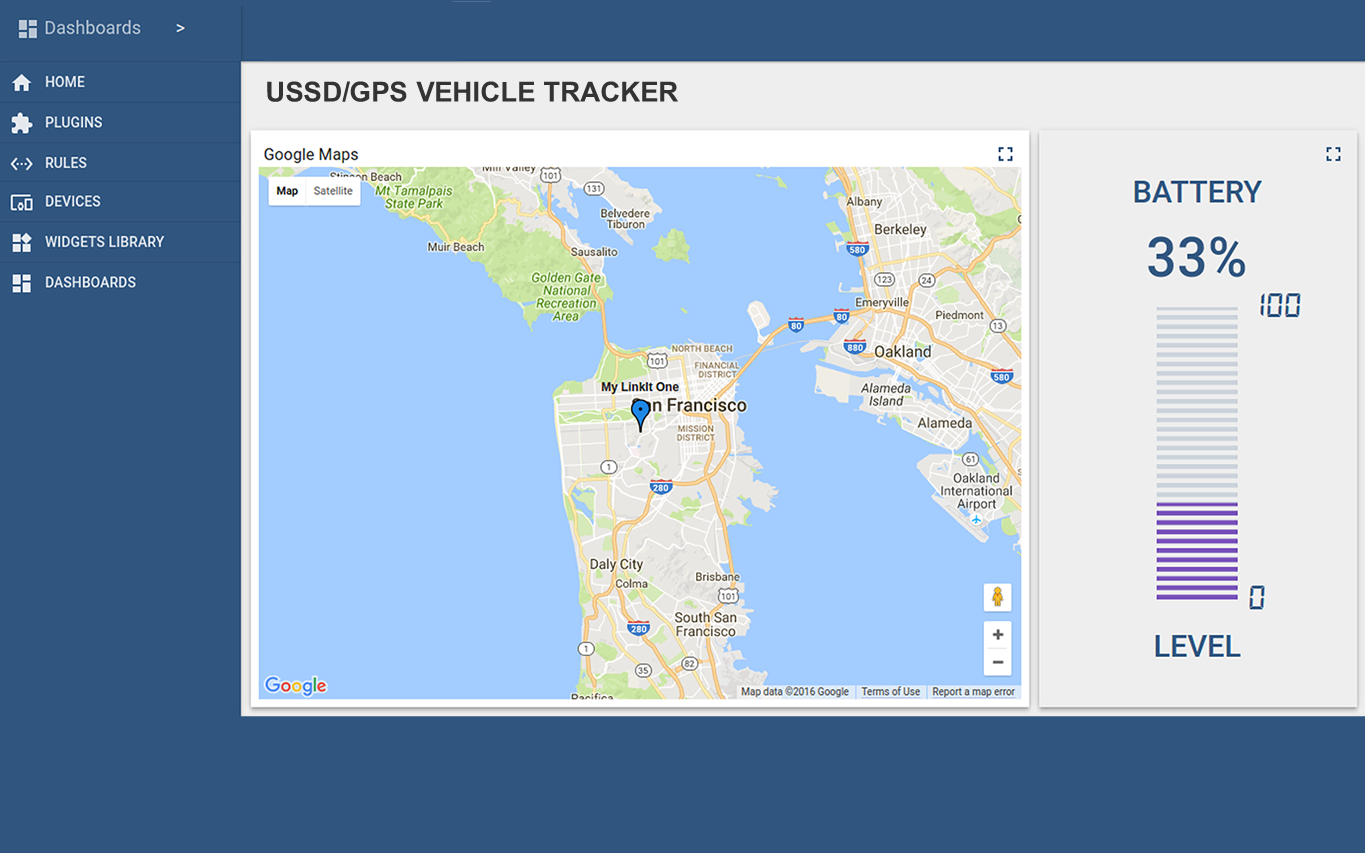 Dashboards >
HOME
PLUGINS
RULES
DEVICES
WIDGETS LIBRARY
DASHBOARDS
USSD/GPS VEHICLE TRACKER
Google Maps
Map Satellite
Stinson Beach
Mill Valley
101
131
Mt Tamalpais
State Park
Belvedere
Tiburon
Muir Beach
Sausalito
Golden Gate
National
Recreation
Area
Albany
Berkeley
580
123
24
Emeryville
80
80
Piedmont
13
880
Oakland
580
NORTH BEACH
101
FINANCIAL
DISTRICT
My LinkIt One
San Francisco
MISSION
DISTRICT
Alameda
Island
Alameda
1
280
61
Oakland
International
Airport
Daly City
Colma
Brisbane
101
South San
Francisco
280
1
35
82
Pacifica
Google
+
−
Map data ©2016 Google
Terms of Use
Report a map error
BATTERY
33%
100
0
LEVEL